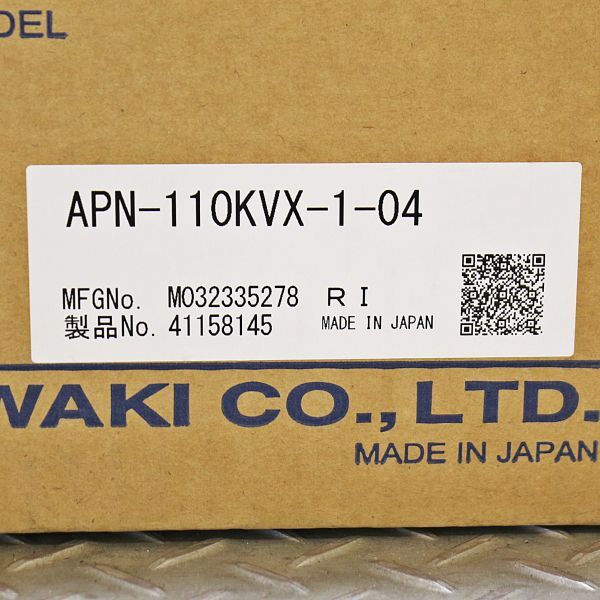 DEL
APN-110KVX-1-04
MFGNo. M032335278 R I
製品No. 41158145 MADE IN JAPAN
WAKI CO., LTD.
MADE IN JAPAN